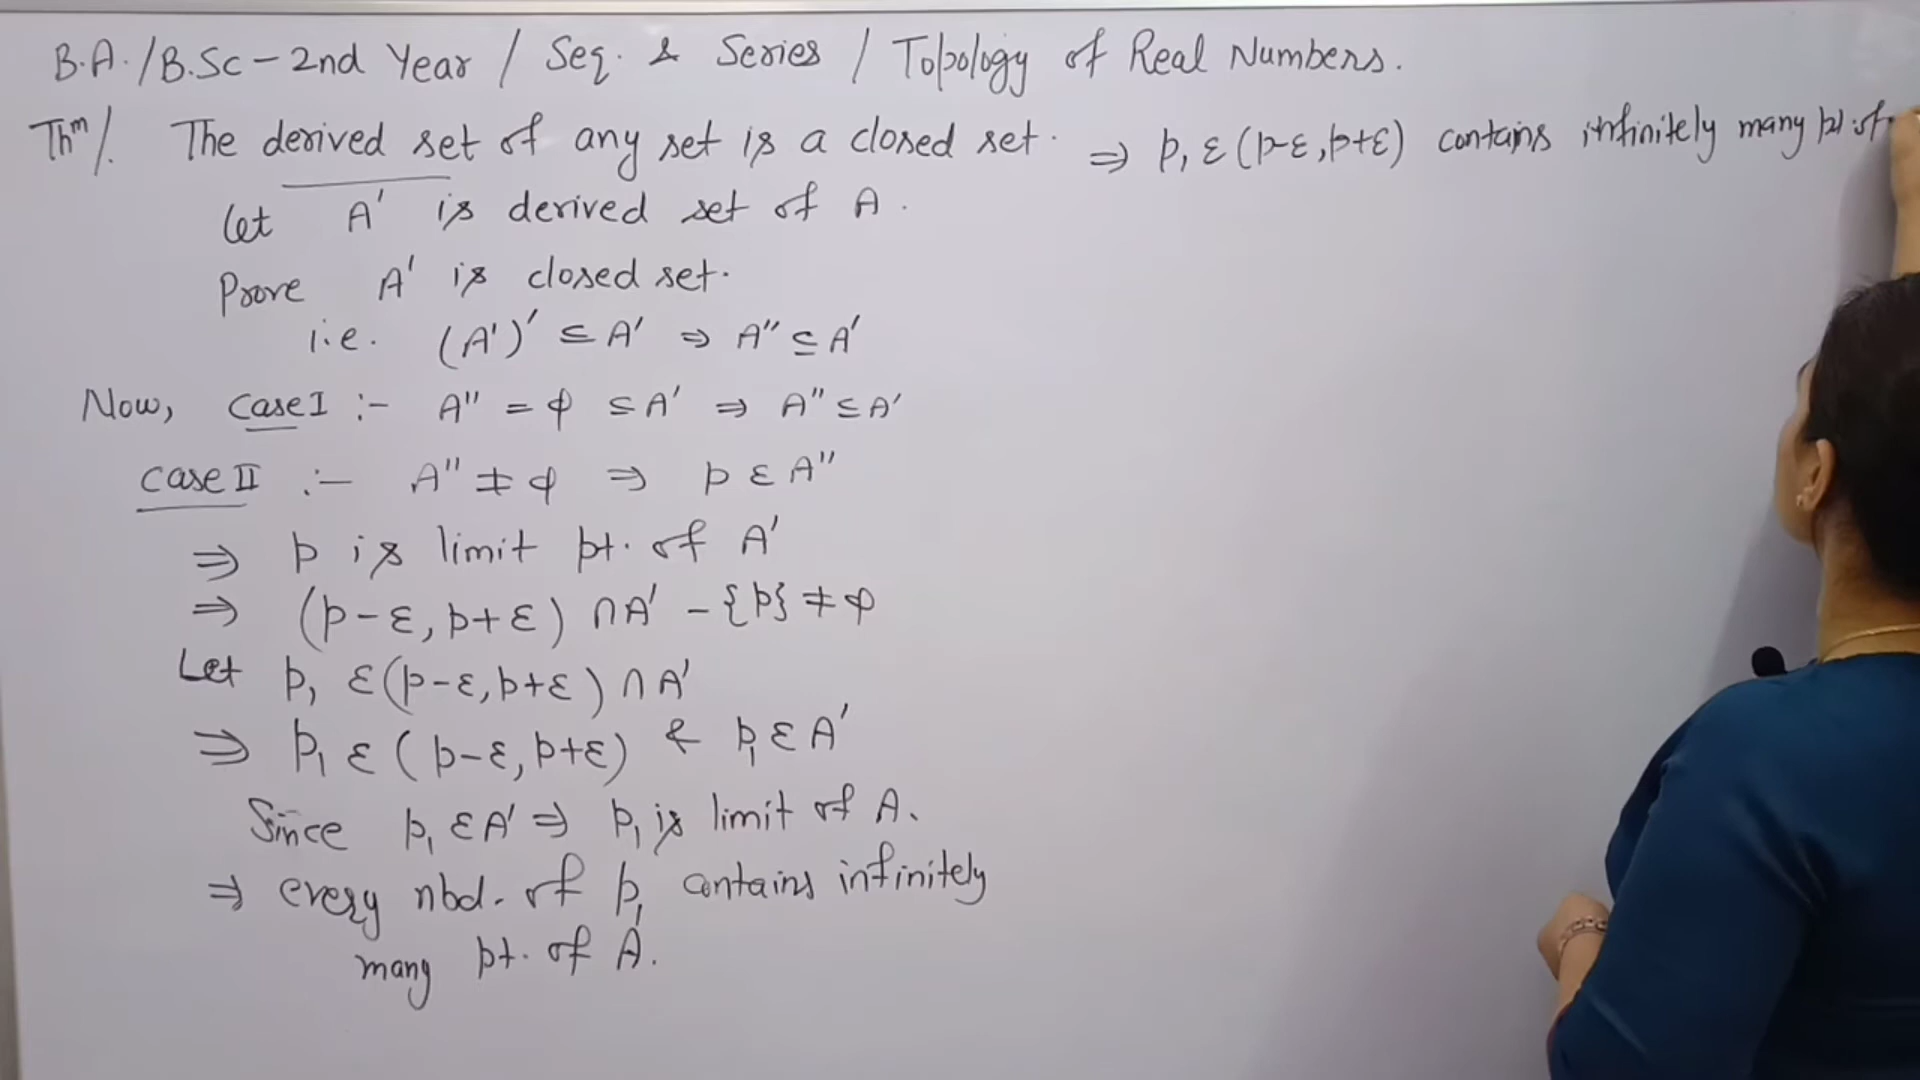 B.A./B.Sc - 2nd Year / Seq. & Series / Topology of Real Numbers.
Thm/. The derived set of any set is a closed set.
Let A' is derived set of A.
Prove A' is closed set.
i.e. (A')' ⊆ A' ⇒ A'' ⊆ A'
Now, Case I :- A'' = φ ⊆ A' ⇒ A'' ⊆ A'
Case II :- A'' ≠ φ ⇒ p ∈ A''
⇒ p is limit pt. of A'
⇒ (p-ε, p+ε) ∩ A' - {p} ≠ φ
Let p₁ ∈ (p-ε, p+ε) ∩ A'
⇒ p₁ ∈ (p-ε, p+ε) & p₁ ∈ A'
Since p₁ ∈ A' ⇒ p₁ is limit of A.
⇒ every nbd. of p₁ contains infinitely
many pt. of A.
⇒ p₁ ∈ (p-ε, p+ε) contains infinitely many pt. of